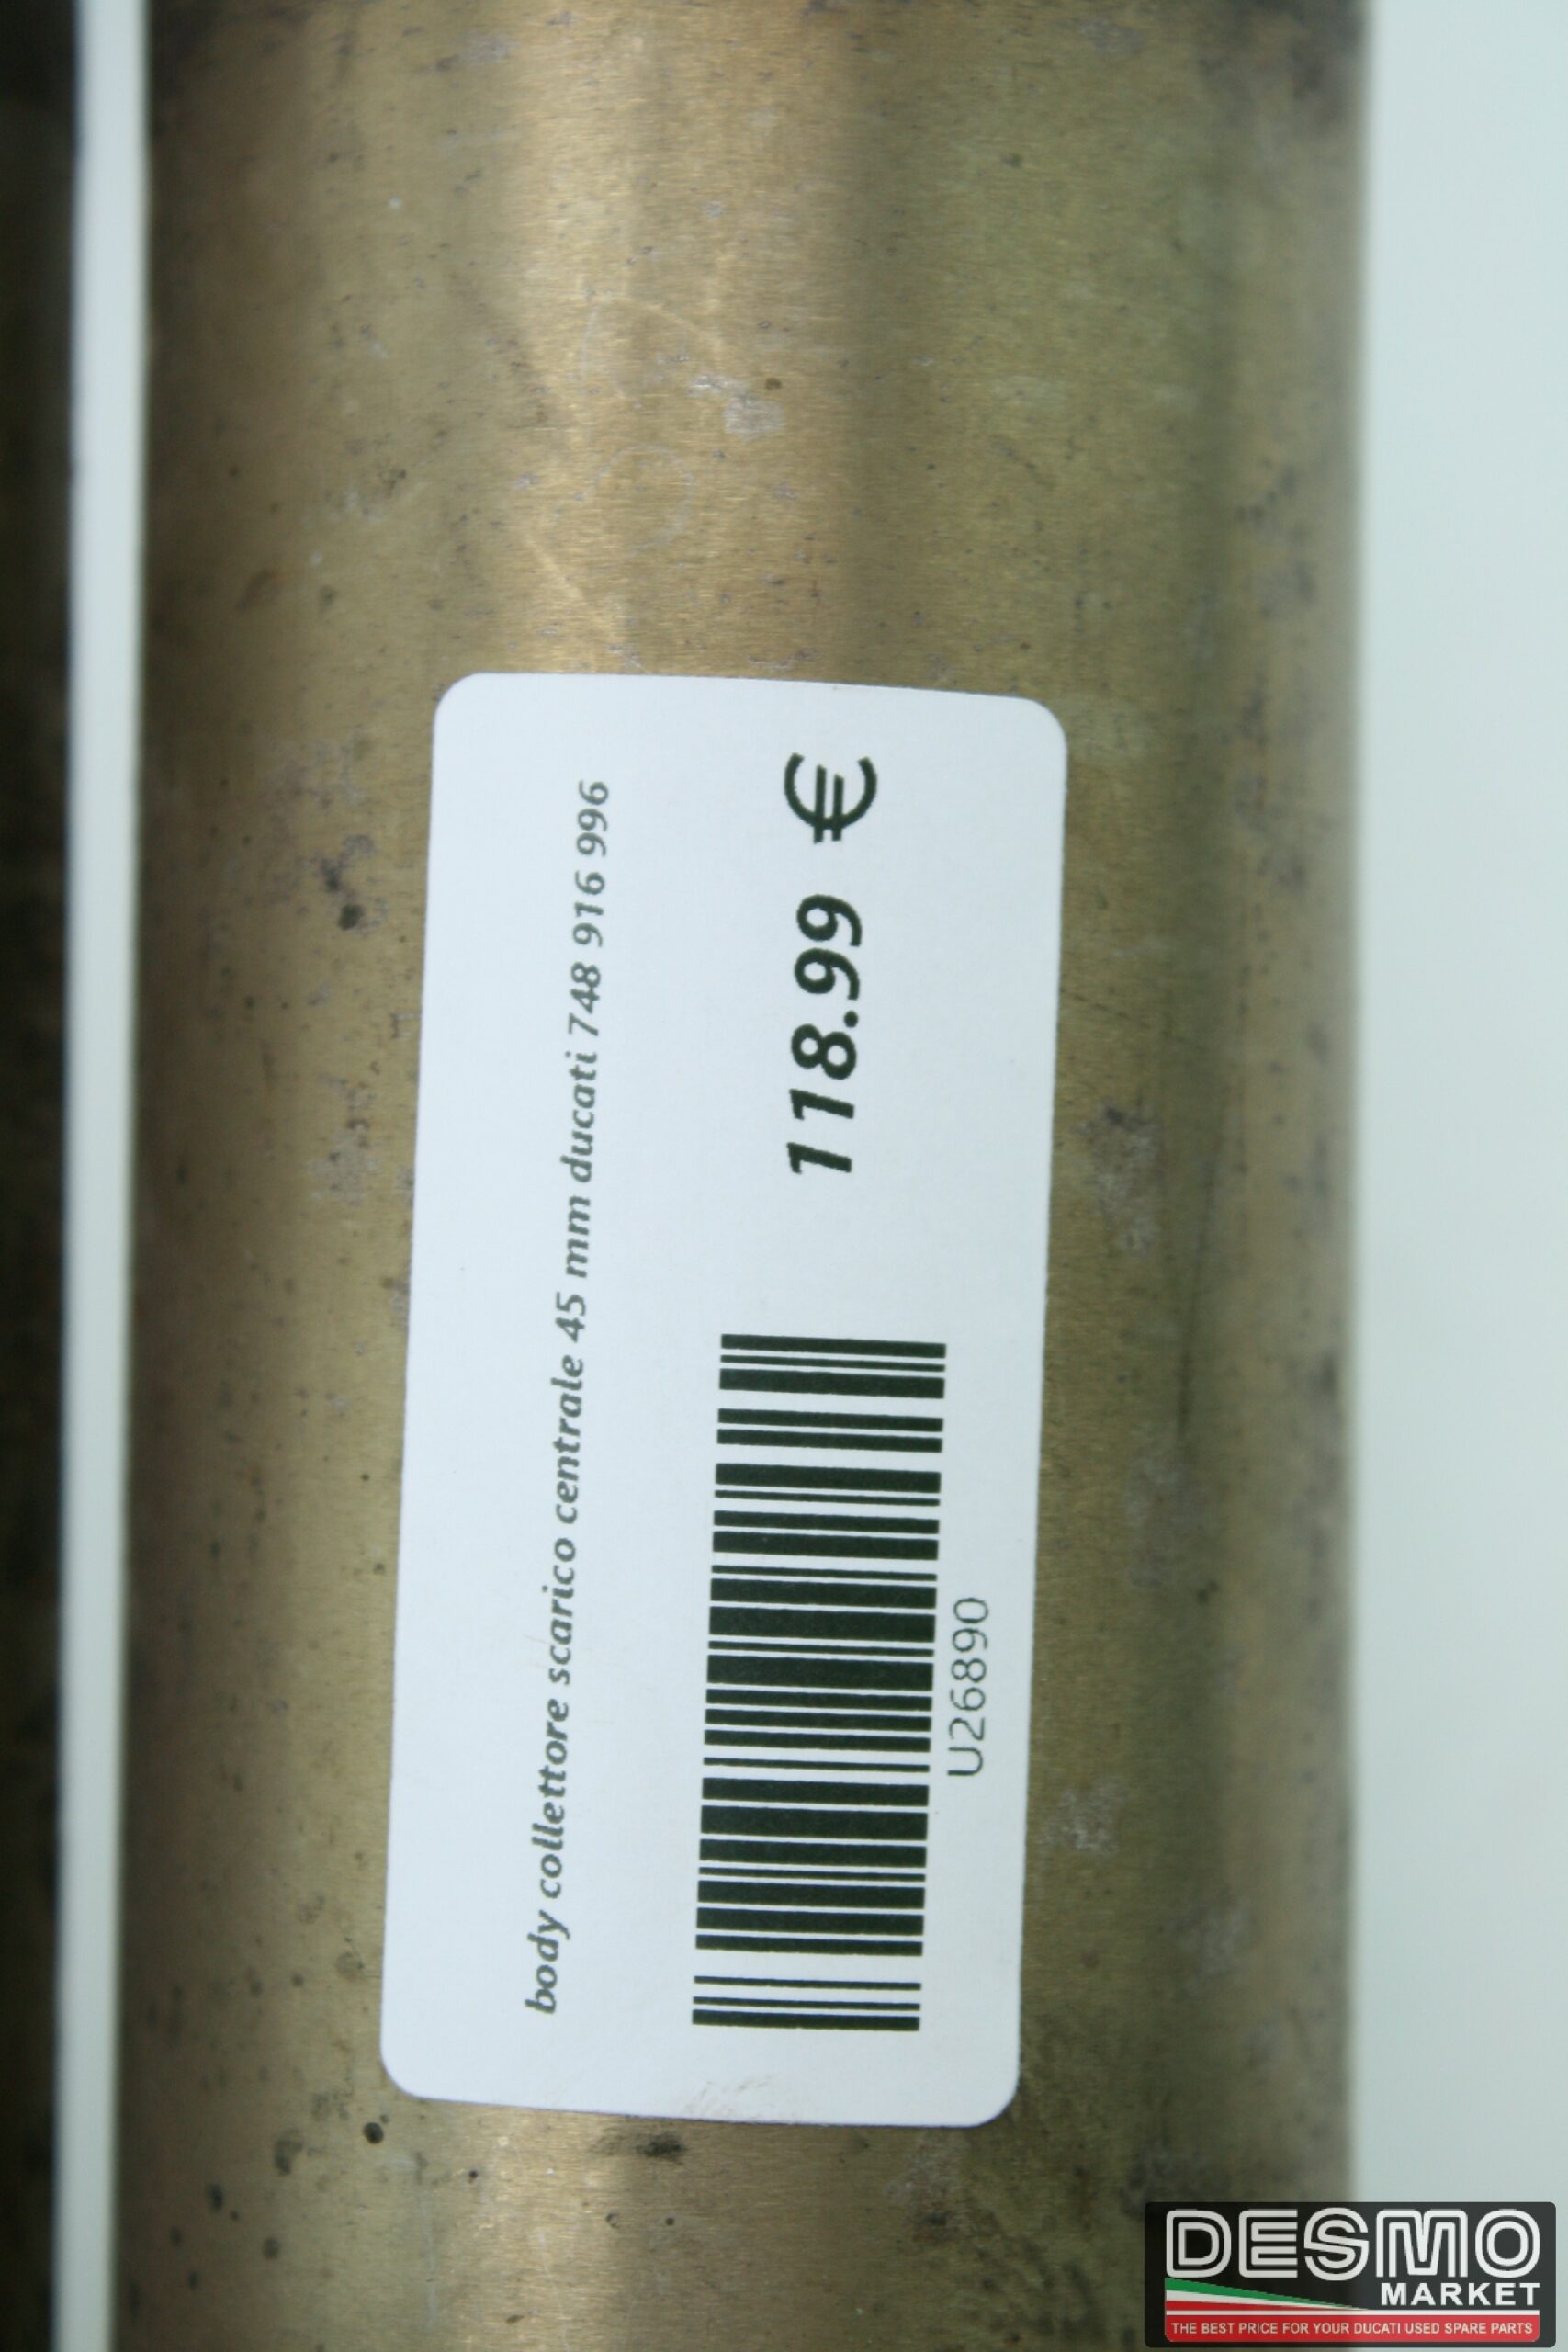 body collettore scarico centrale 45 mm ducati 748 916 996
118.99 €
U26890
DESMO
MARKET
THE BEST PRICE FOR YOUR DUCATI USED SPARE PARTS